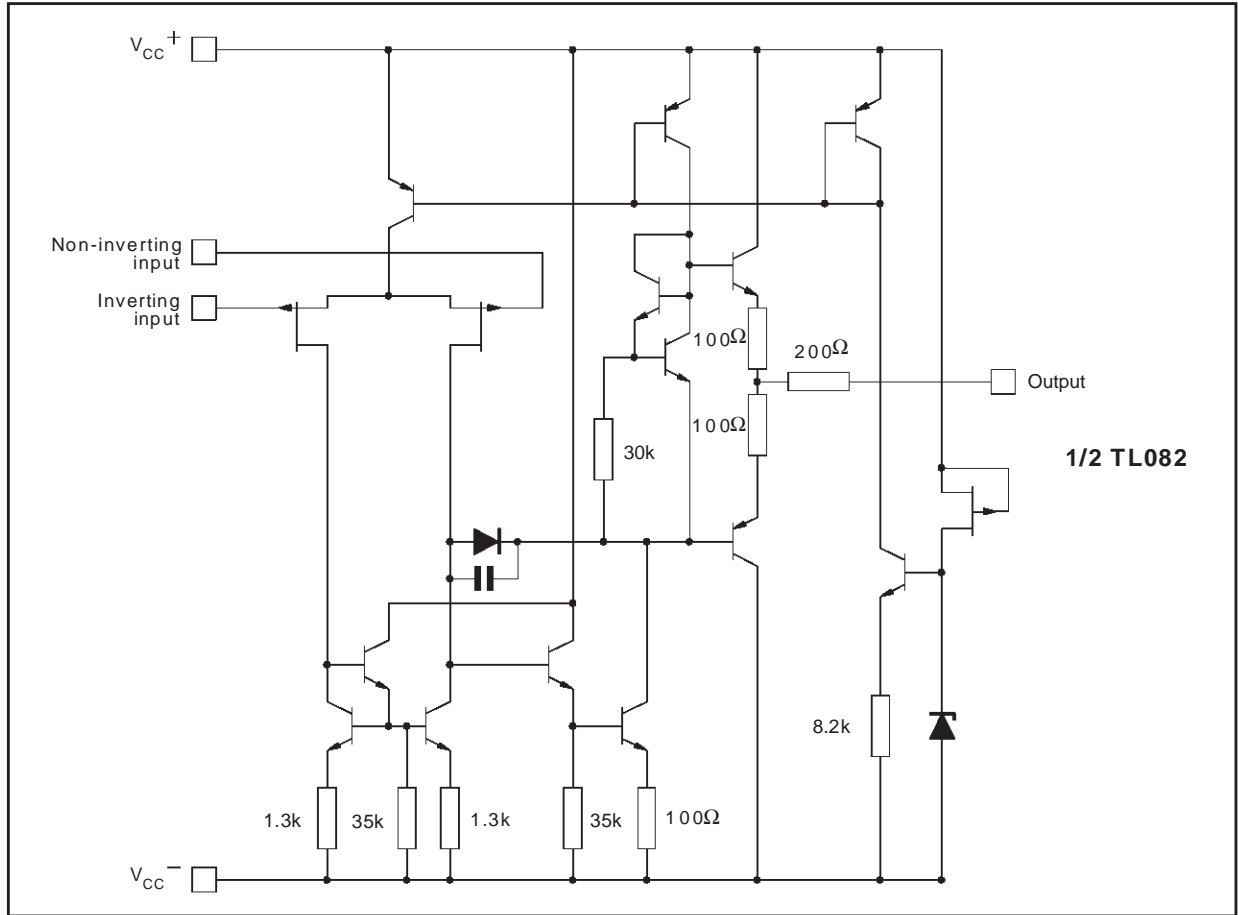 VCC+
Non-inverting
input
Inverting
input
100Ω
200Ω
Output
100Ω
30k
1/2 TL082
8.2k
1.3k
35k
1.3k
35k
100Ω
VCC−